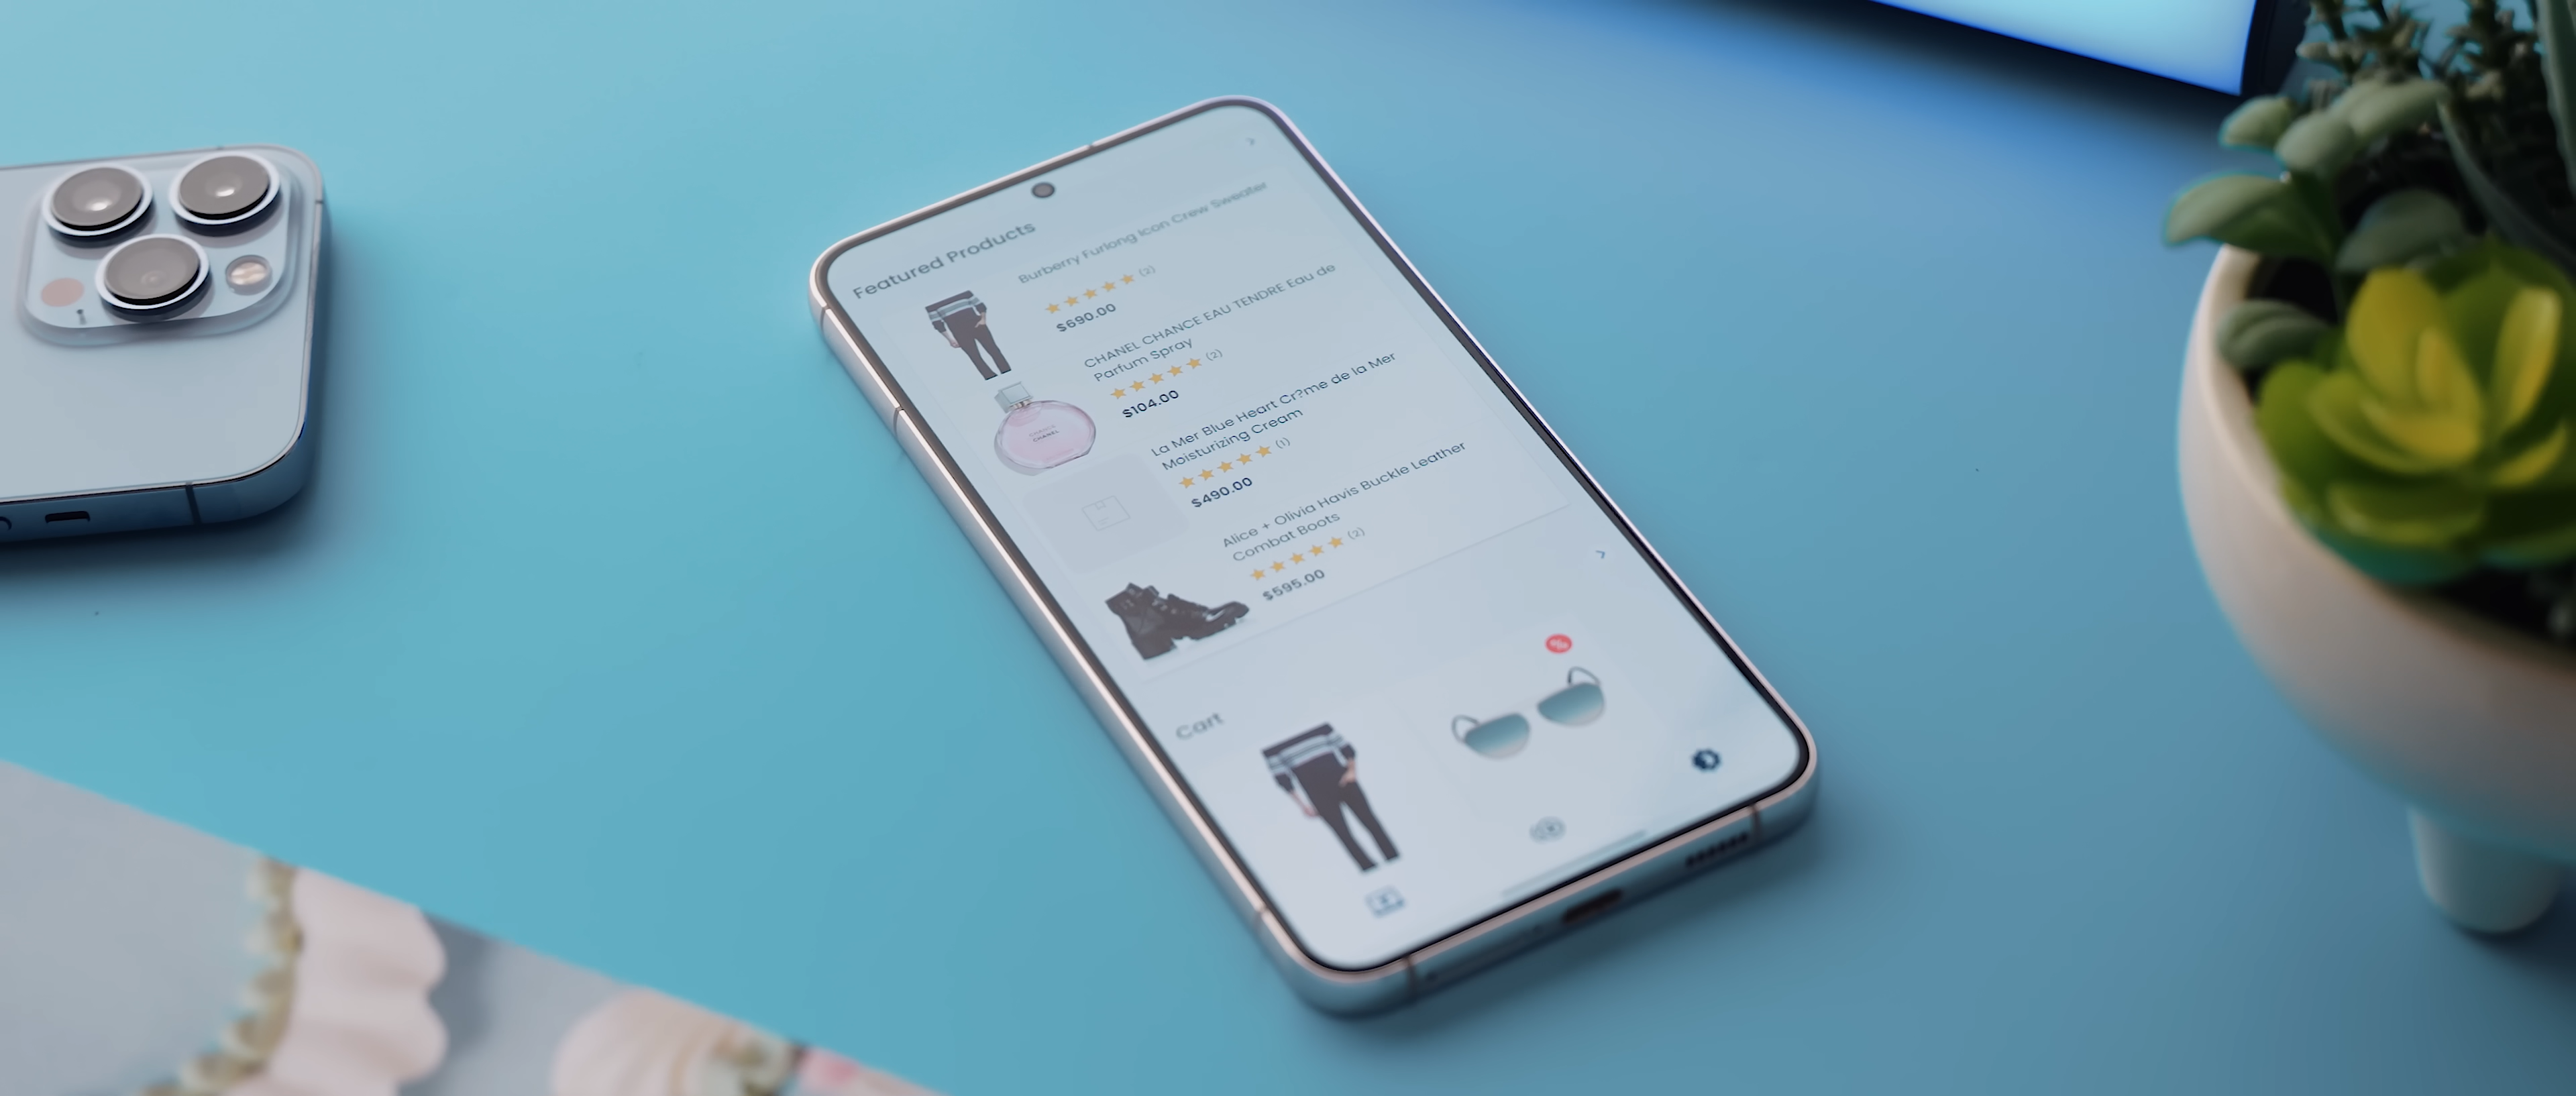 Featured Products
Burberry Furlong Icon Crew Sweater
(2)
$690.00
CHANEL CHANCE EAU TENDRE Eau de
Parfum Spray
(2)
$104.00
CHANEL
La Mer Blue Heart Cr?me de la Mer
Moisturizing Cream
(1)
$490.00
Alice + Olivia Havis Buckle Leather
Combat Boots
(2)
$595.00
Cart
%